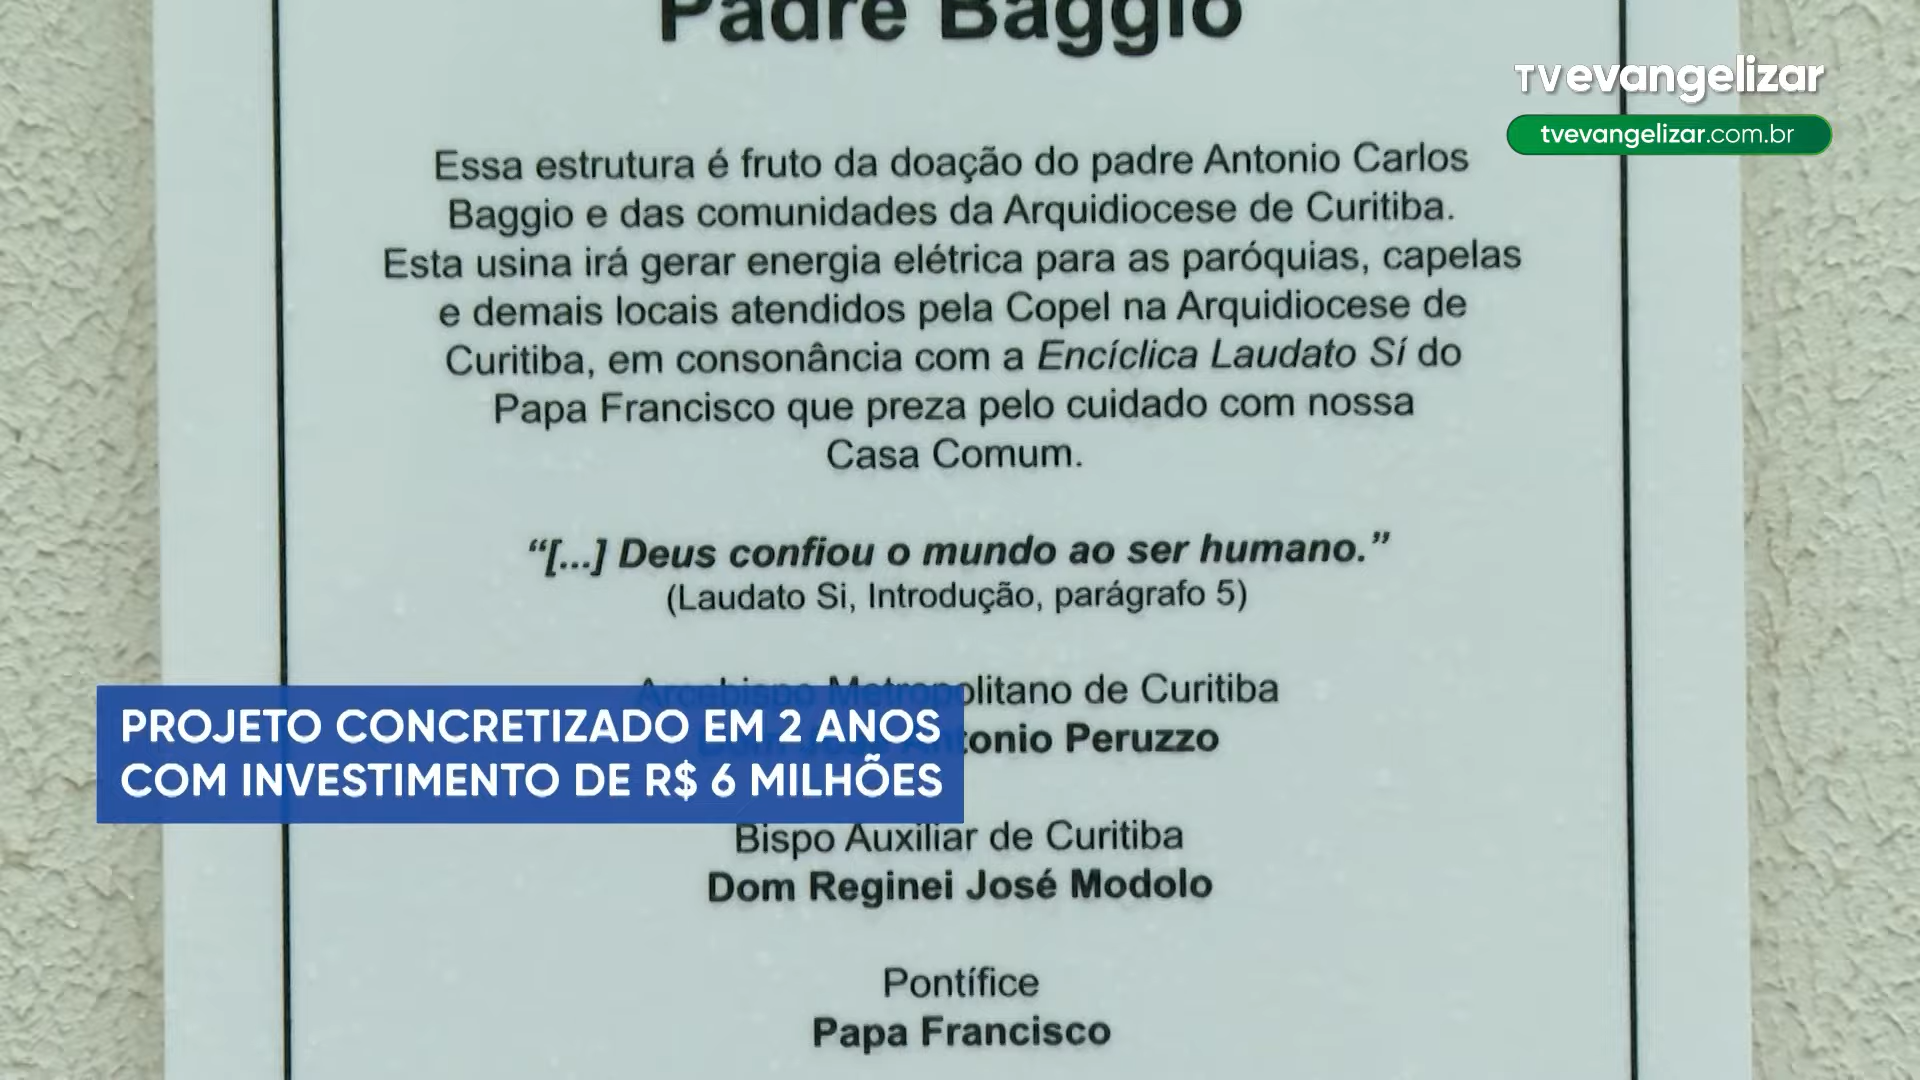 Padre Baggio
TVevangelizar
tvevangelizar.com.br
Essa estrutura é fruto da doação do padre Antonio Carlos
Baggio e das comunidades da Arquidiocese de Curitiba.
Esta usina irá gerar energia elétrica para as paróquias, capelas
e demais locais atendidos pela Copel na Arquidiocese de
Curitiba, em consonância com a Encíclica Laudato Sí do
Papa Francisco que preza pelo cuidado com nossa
Casa Comum.
“[...] Deus confiou o mundo ao ser humano.”
(Laudato Si, Introdução, parágrafo 5)
Arcebispo Metropolitano de Curitiba
Dom José Antonio Peruzzo
PROJETO CONCRETIZADO EM 2 ANOS
COM INVESTIMENTO DE R$ 6 MILHÕES
Bispo Auxiliar de Curitiba
Dom Reginei José Modolo
Pontífice
Papa Francisco